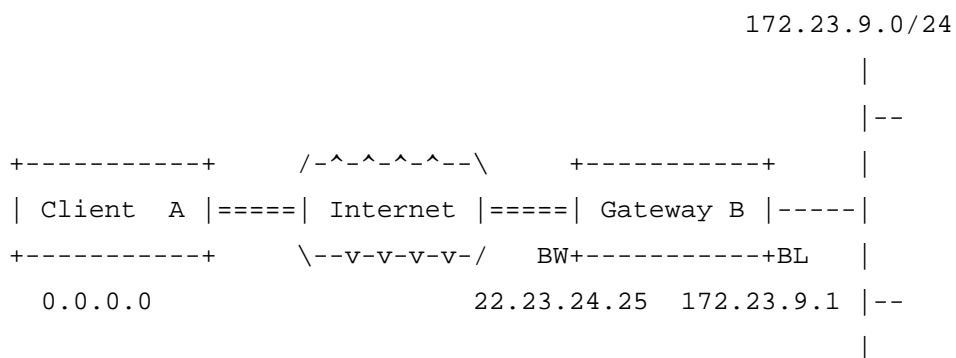 172.23.9.0/24
                                                     |
                                                     |--
+-----------+     /-^-^-^-^--\     +-----------+     |
| Client  A |=====| Internet |=====| Gateway B |-----|
+-----------+     \--v-v-v-v-/   BW+-----------+BL   |
  0.0.0.0                    22.23.24.25  172.23.9.1 |--
                                                     |